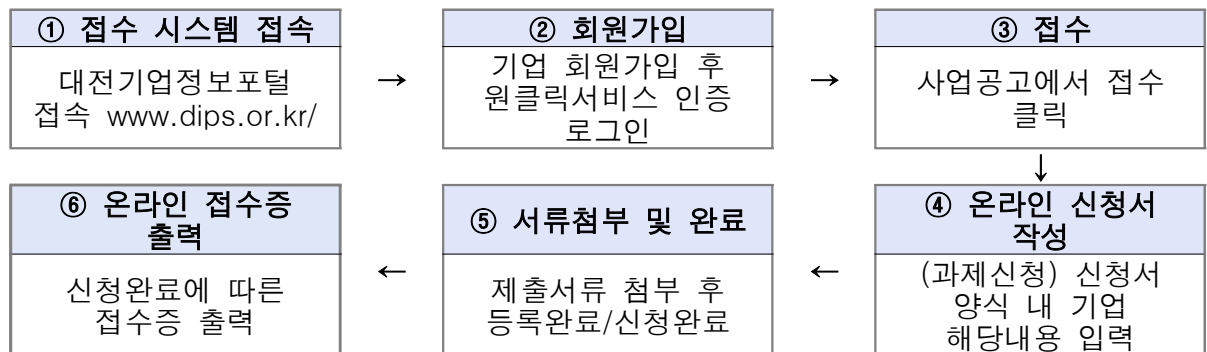 ① 접수 시스템 접속
대전기업정보포털
접속 www.dips.or.kr/
→
② 회원가입
기업 회원가입 후
원클릭서비스 인증
로그인
→
③ 접수
사업공고에서 접수
클릭
↓
④ 온라인 신청서
작성
(과제신청) 신청서
양식 내 기업
해당내용 입력
←
⑤ 서류첨부 및 완료
제출서류 첨부 후
등록완료/신청완료
←
⑥ 온라인 접수증
출력
신청완료에 따른
접수증 출력